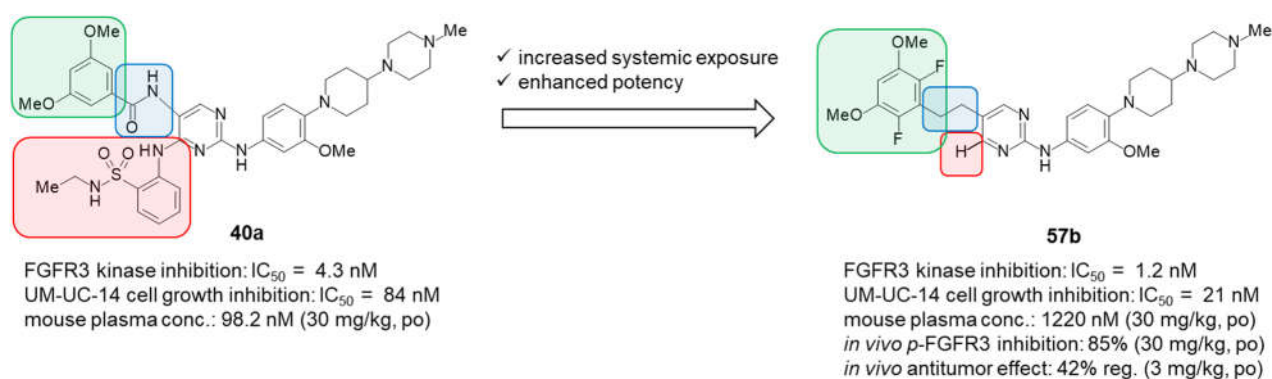 OMe
OMe
O
H
N
N
N
N
H
N
N
N
Me
OMe
O
O
S
HN
Me
N
H
40a
FGFR3 kinase inhibition: IC50 = 4.3 nM
UM-UC-14 cell growth inhibition: IC50 = 84 nM
mouse plasma conc.: 98.2 nM (30 mg/kg, po)
✓ increased systemic exposure
✓ enhanced potency
OMe
F
OMe
F
H
N
N
N
H
N
N
N
Me
OMe
57b
FGFR3 kinase inhibition: IC50 = 1.2 nM
UM-UC-14 cell growth inhibition: IC50 = 21 nM
mouse plasma conc.: 1220 nM (30 mg/kg, po)
in vivo p-FGFR3 inhibition: 85% (30 mg/kg, po)
in vivo antitumor effect: 42% reg. (3 mg/kg, po)